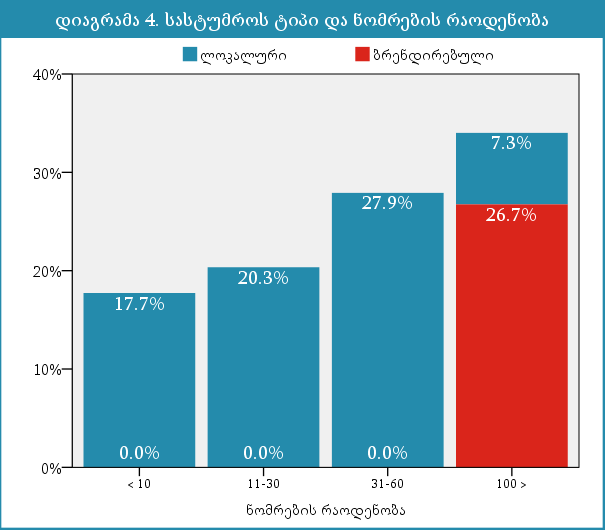 დიაგრამა 4. სასტუმროს ტიპი და ნომრების რაოდენობა
ლოკალური ბრენდირებული
40%
30%
20%
10%
0%
17.7%
20.3%
27.9%
7.3%
26.7%
0.0% 0.0% 0.0%
< 10 11-30 31-60 100 >
ნომრების რაოდენობა